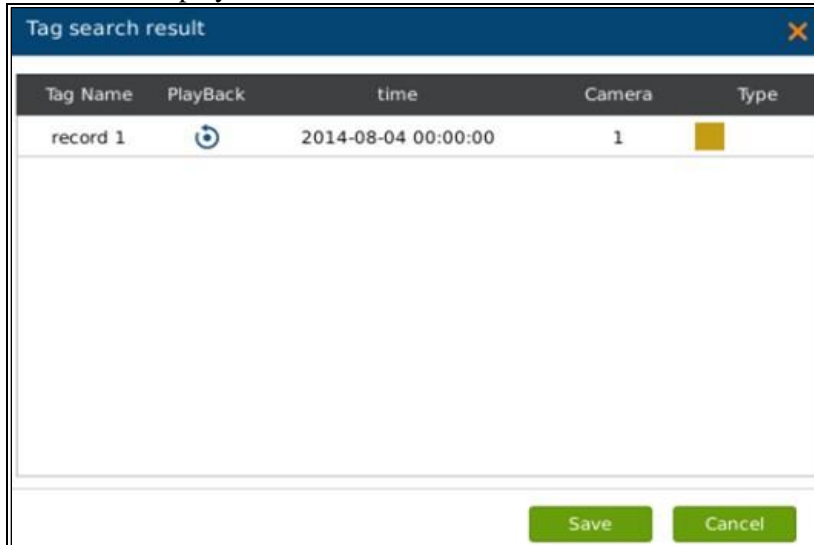 Tag search result
Tag Name PlayBack time Camera Type
record 1 2014-08-04 00:00:00 1
Save Cancel